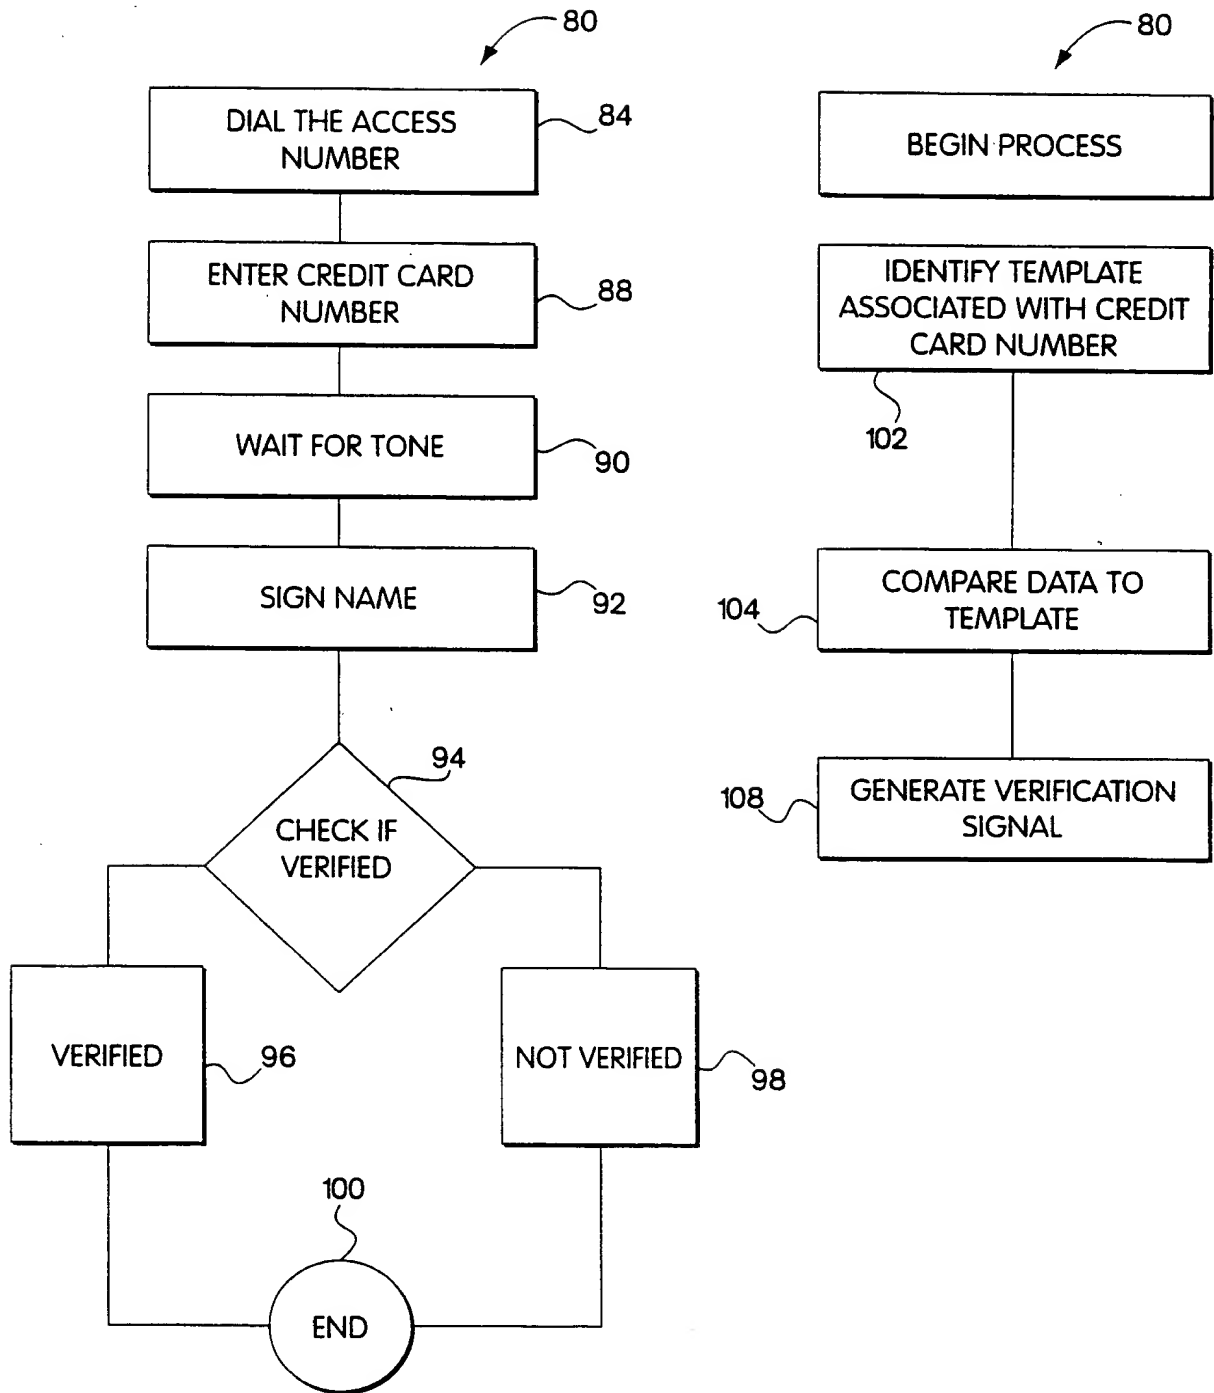 80
DIAL THE ACCESS
NUMBER
84
ENTER CREDIT CARD
NUMBER
88
WAIT FOR TONE
90
SIGN NAME
92
94
CHECK IF
VERIFIED
VERIFIED
96
NOT VERIFIED
98
100
END
80
BEGIN PROCESS
IDENTIFY TEMPLATE
ASSOCIATED WITH CREDIT
CARD NUMBER
102
COMPARE DATA TO
TEMPLATE
104
GENERATE VERIFICATION
SIGNAL
108